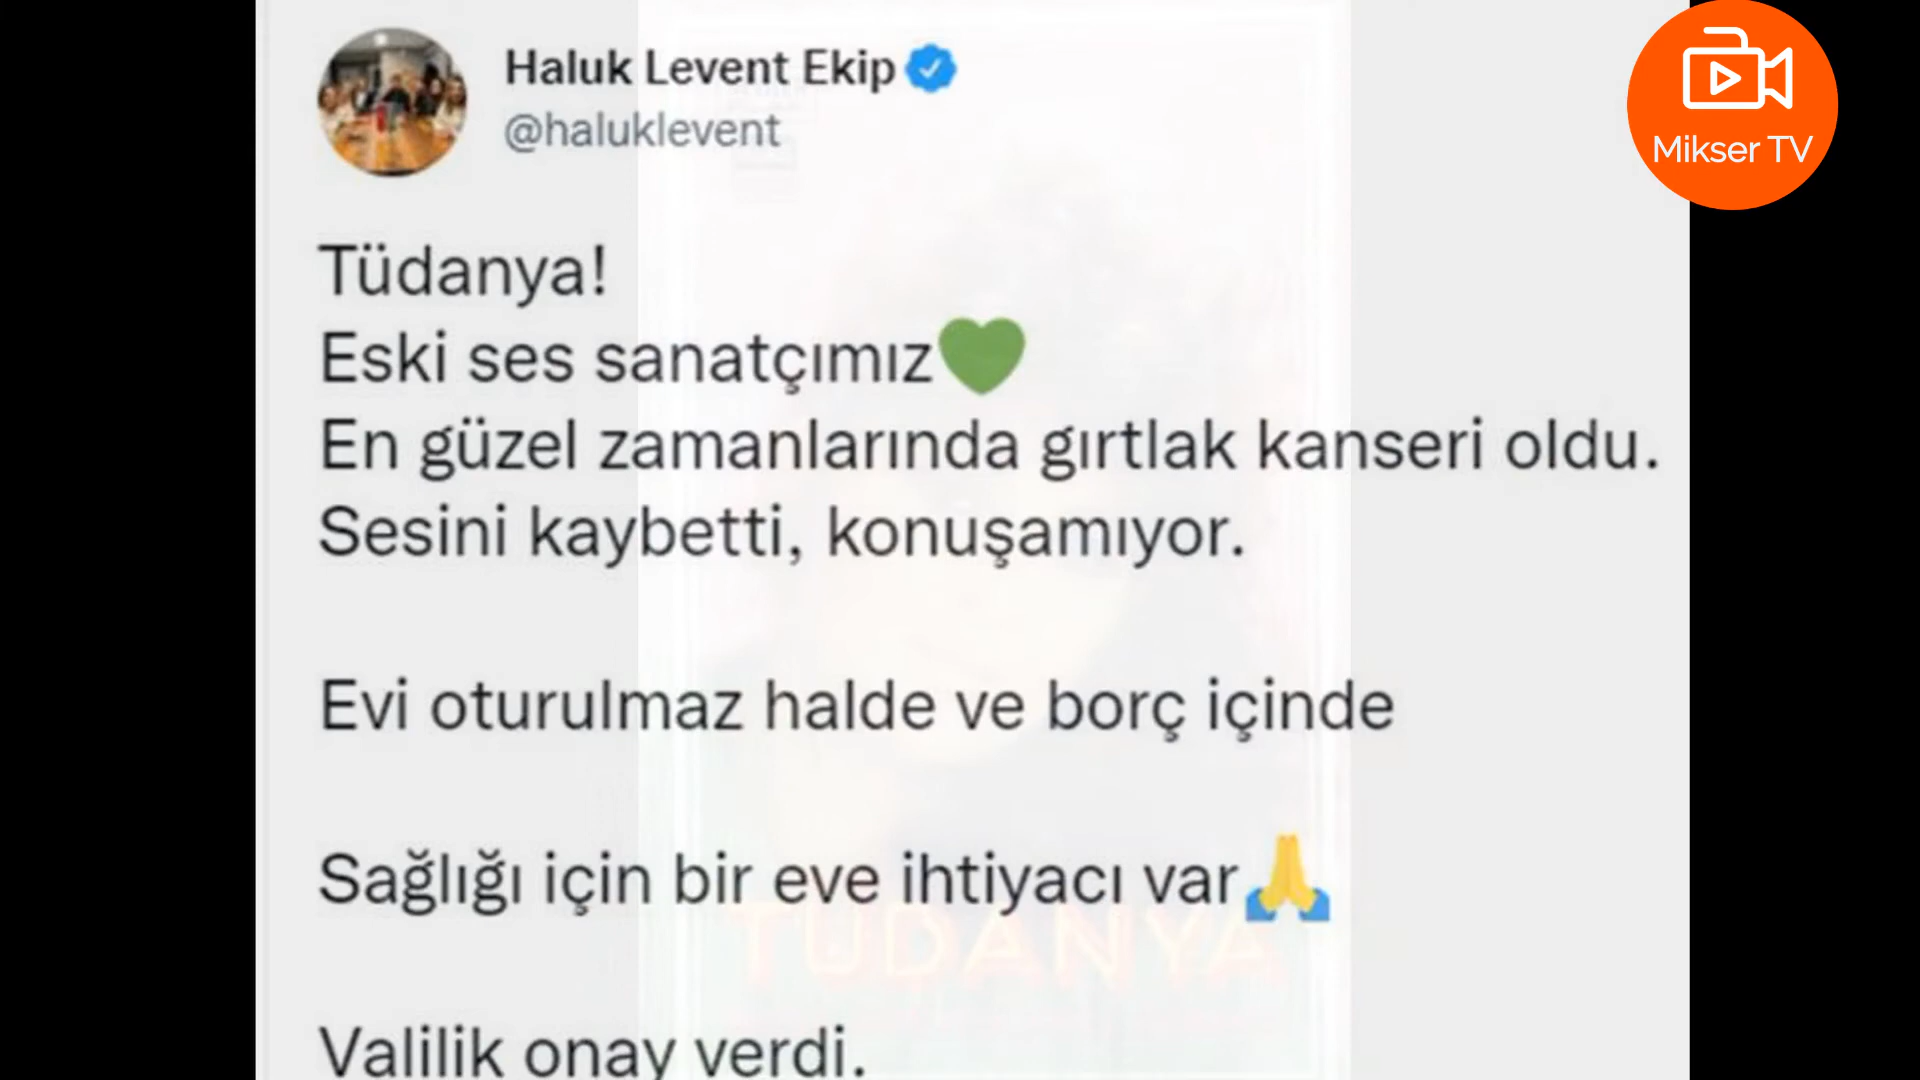 Haluk Levent Ekip
@haluklevent
Mikser TV
Tüdanya!
Eski ses sanatçımız💚
En güzel zamanlarında gırtlak kanseri oldu.
Sesini kaybetti, konuşamıyor.
Evi oturulmaz halde ve borç içinde
Sağlığı için bir eve ihtiyacı var🙏
TÜDANYA
Valilik onay verdi.